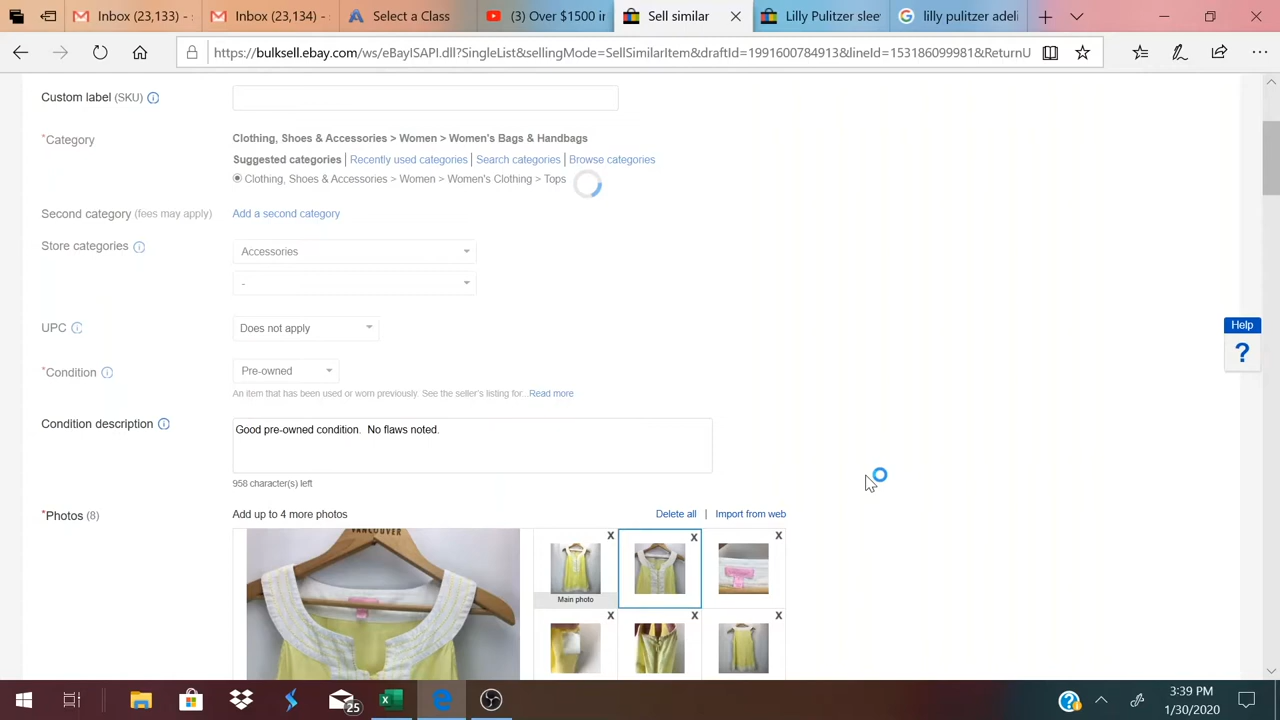 Inbox (23,133) -
Inbox (23,134) -
Select a Class
(3) Over $1500 in
Sell similar
Lilly Pulitzer slee
lilly pulitzer adeli
https://bulksell.ebay.com/ws/eBayISAPI.dll?SingleList&sellingMode=SellSimilarItem&draftId=1991600784913&lineId=153186099981&ReturnU
Custom label (SKU)
*Category
Clothing, Shoes & Accessories > Women > Women's Bags & Handbags
Suggested categories | Recently used categories | Search categories | Browse categories
Clothing, Shoes & Accessories > Women > Women's Clothing > Tops
Second category (fees may apply)
Add a second category
Store categories
Accessories
-
UPC
Does not apply
Help
?
*Condition
Pre-owned
An item that has been used or worn previously. See the seller's listing for...Read more
Condition description
Good pre-owned condition.  No flaws noted.
958 character(s) left
*Photos (8)
Add up to 4 more photos
Delete all | Import from web
VANCOUVER
Main photo
25
3:39 PM
1/30/2020